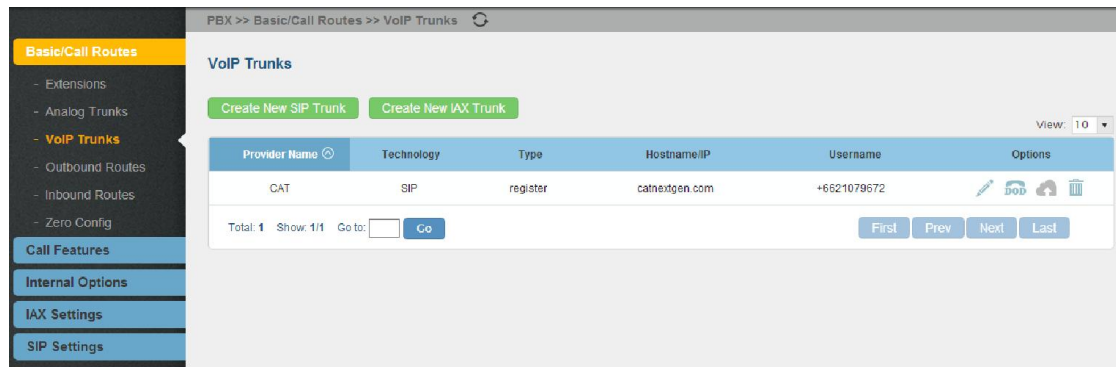 PBX >> Basic/Call Routes >> VoIP Trunks
Basic/Call Routes
- Extensions
- Analog Trunks
- VoIP Trunks
- Outbound Routes
- Inbound Routes
- Zero Config
Call Features
Internal Options
IAX Settings
SIP Settings
VoIP Trunks
Create New SIP Trunk Create New IAX Trunk
View: 10
Provider Name Technology Type Hostname/IP Username Options
CAT SIP register catnextgen.com +6621079672 DOD
Total: 1 Show: 1/1 Go to: Go First Prev Next Last